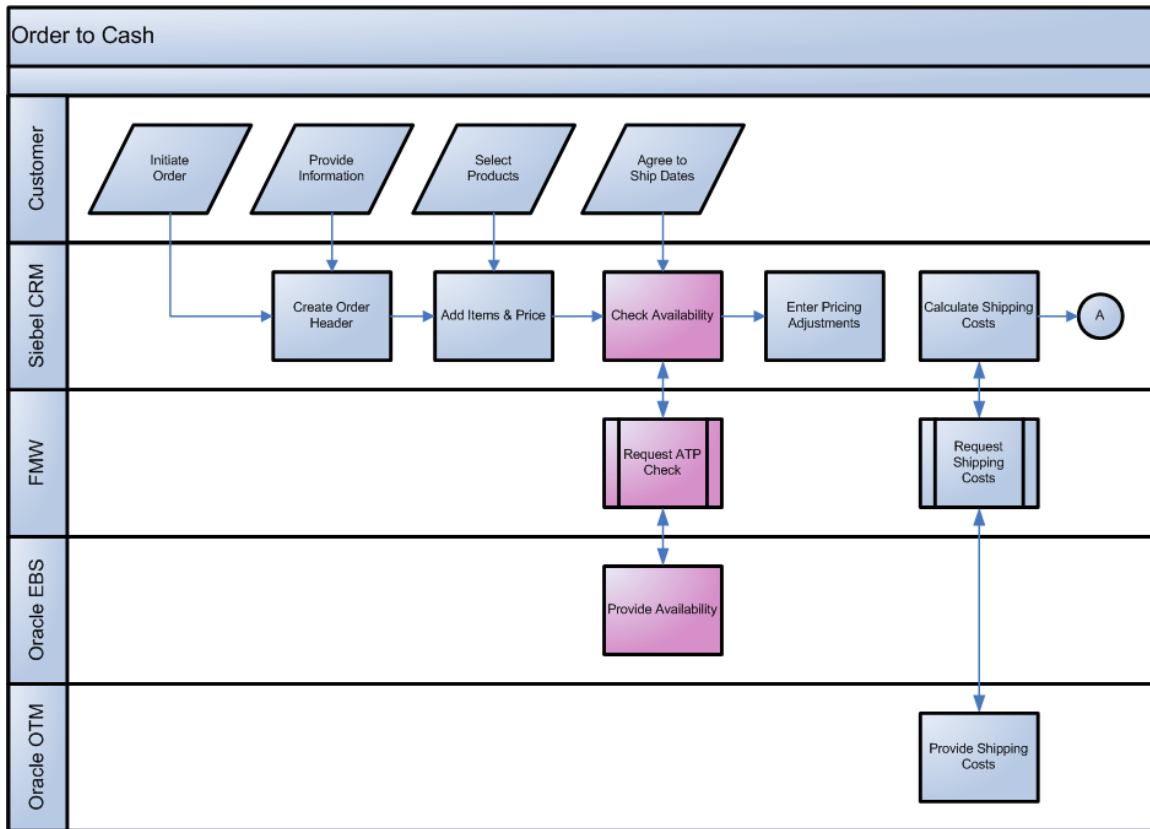 Order to Cash
Customer
Initiate
Order
Provide
Information
Select
Products
Agree to
Ship Dates
Siebel CRM
Create Order
Header
Add Items & Price
Check Availability
Enter Pricing
Adjustments
Calculate Shipping
Costs
A
FMW
Request ATP
Check
Request
Shipping
Costs
Oracle EBS
Provide Availability
Oracle OTM
Provide Shipping
Costs